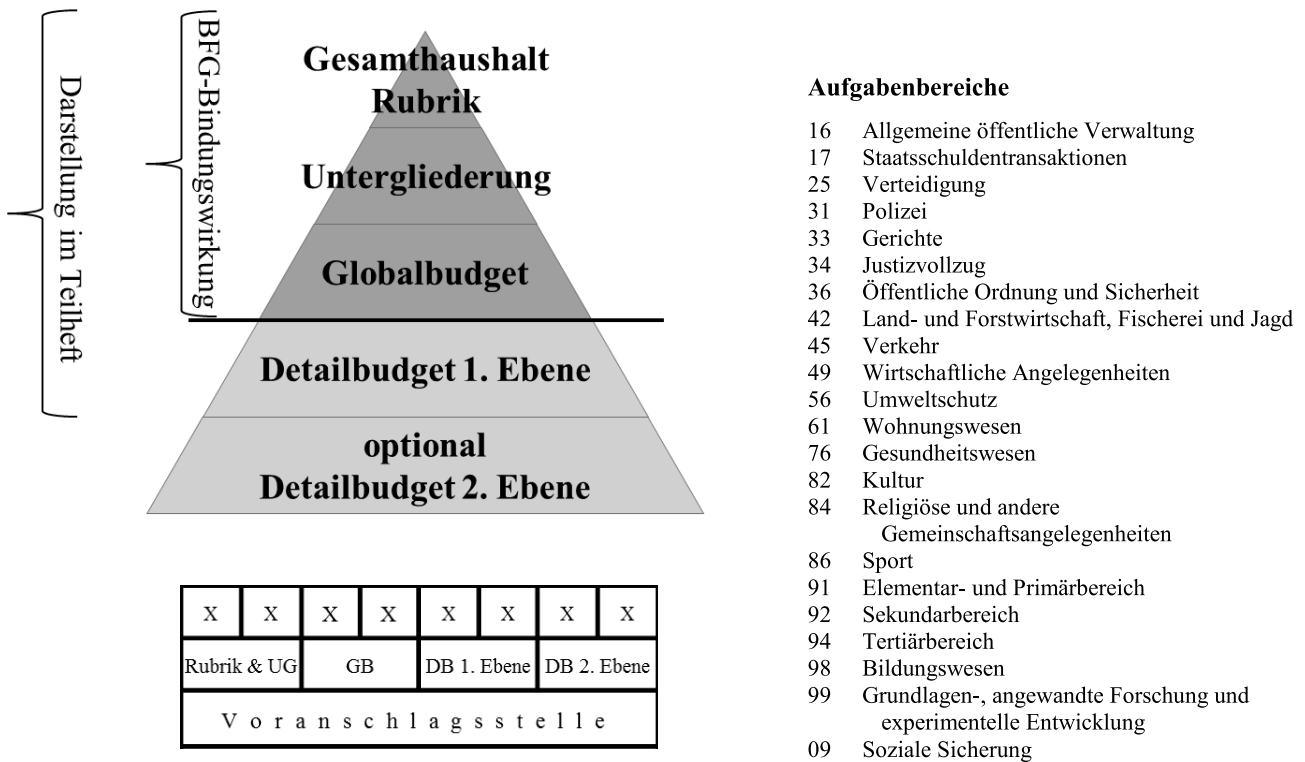 Darstellung im Teilheft
BFG-Bindungswirkung
Gesamthaushalt
Rubrik
Untergliederung
Globalbudget
Detailbudget 1. Ebene
optional
Detailbudget 2. Ebene
X X X X X X X X
Rubrik & UG GB DB 1. Ebene DB 2. Ebene
Voranschlagsstelle
Aufgabenbereiche
16 Allgemeine öffentliche Verwaltung
17 Staatsschuldentransaktionen
25 Verteidigung
31 Polizei
33 Gerichte
34 Justizvollzug
36 Öffentliche Ordnung und Sicherheit
42 Land- und Forstwirtschaft, Fischerei und Jagd
45 Verkehr
49 Wirtschaftliche Angelegenheiten
56 Umweltschutz
61 Wohnungswesen
76 Gesundheitswesen
82 Kultur
84 Religiöse und andere
Gemeinschaftsangelegenheiten
86 Sport
91 Elementar- und Primärbereich
92 Sekundarbereich
94 Tertiärbereich
98 Bildungswesen
99 Grundlagen-, angewandte Forschung und
experimentelle Entwicklung
09 Soziale Sicherung